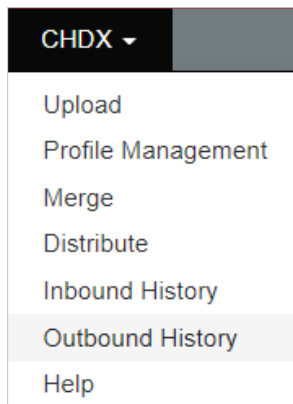 CHDX
Upload
Profile Management
Merge
Distribute
Inbound History
Outbound History
Help